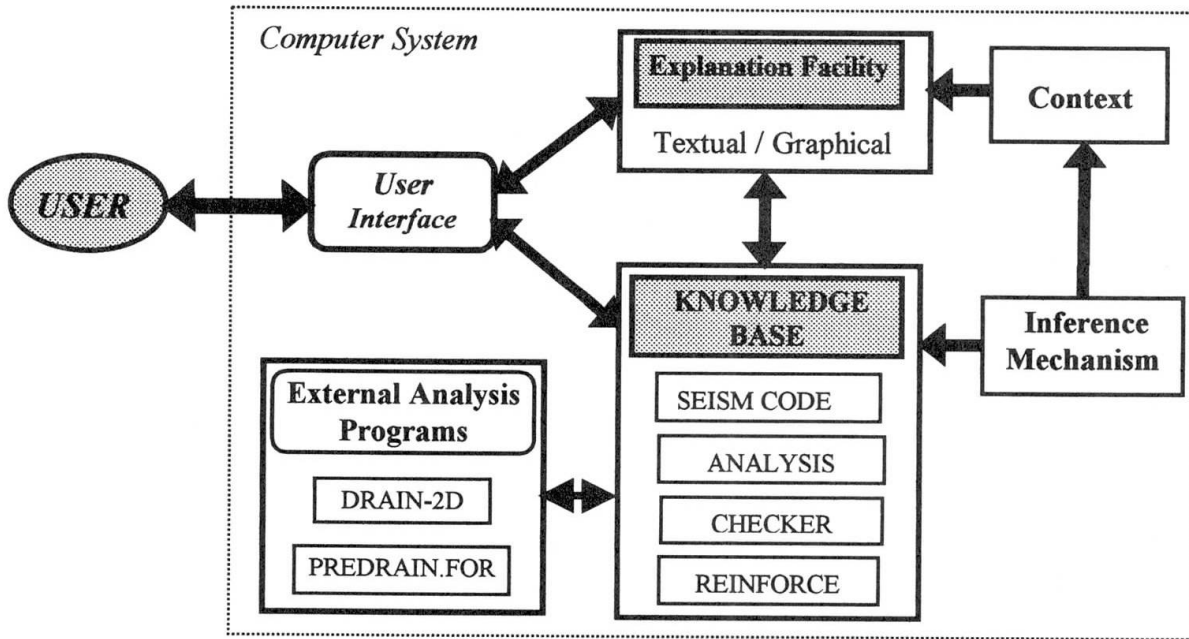 Computer System
Explanation Facility
Textual / Graphical
Context
USER
User
Interface
KNOWLEDGE
BASE
Inference
Mechanism
SEISM CODE
ANALYSIS
CHECKER
REINFORCE
External Analysis
Programs
DRAIN-2D
PREDRAIN.FOR